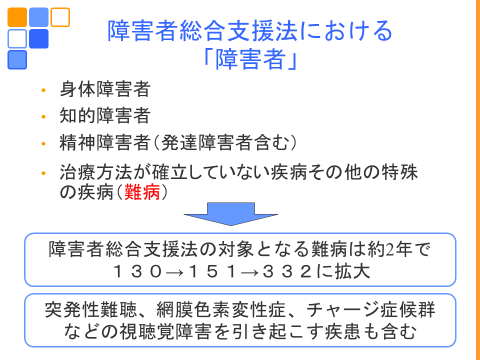 障害者総合支援法における
「障害者」
・ 身体障害者
・ 知的障害者
・ 精神障害者(発達障害者含む)
・ 治療方法が確立していない疾病その他の特殊
の疾病(難病)
障害者総合支援法の対象となる難病は約2年で
１３０→１５１→３３２に拡大
突発性難聴、網膜色素変性症、チャージ症候群
などの視聴覚障害を引き起こす疾患も含む